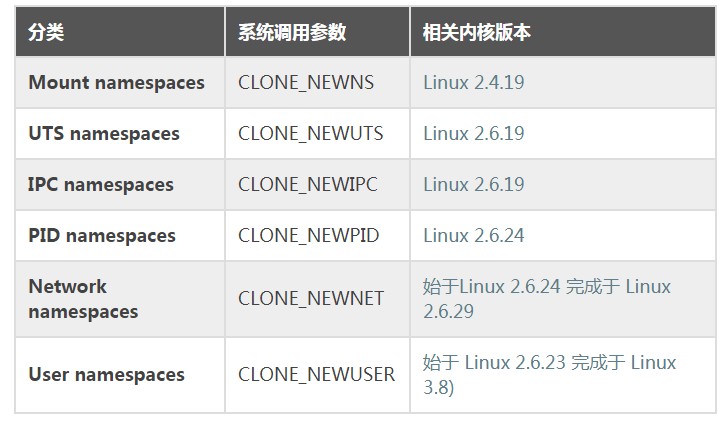 分类 系统调用参数 相关内核版本
Mount namespaces CLONE_NEWNS Linux 2.4.19
UTS namespaces CLONE_NEWUTS Linux 2.6.19
IPC namespaces CLONE_NEWIPC Linux 2.6.19
PID namespaces CLONE_NEWPID Linux 2.6.24
Network namespaces CLONE_NEWNET 始于Linux 2.6.24 完成于 Linux 2.6.29
User namespaces CLONE_NEWUSER 始于 Linux 2.6.23 完成于 Linux 3.8)